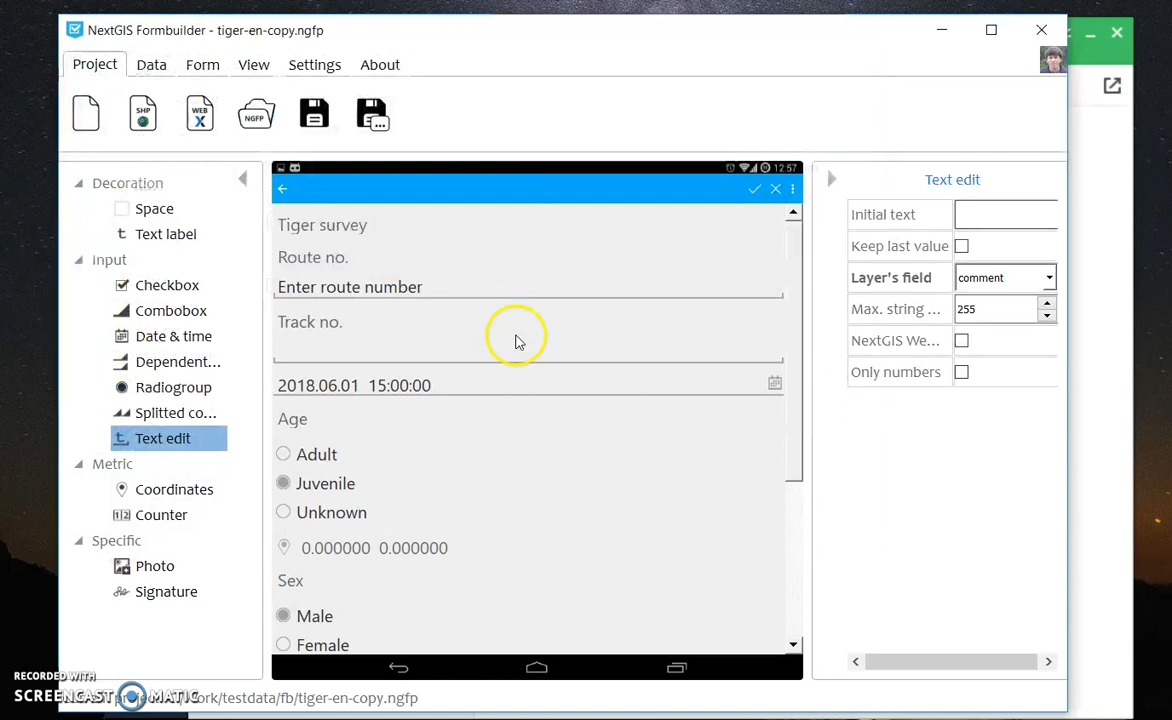 NextGIS Formbuilder - tiger-en-copy.ngfp
Project Data Form View Settings About
SHP WEB X NGFP ...
Decoration
Space
Text label
Input
Checkbox
Combobox
Date & time
Dependent...
Radiogroup
Splitted co...
Text edit
Metric
Coordinates
Counter
Specific
Photo
Signature
12:57
Tiger survey
Route no.
Enter route number
Track no.
2018.06.01 15:00:00
Age
Adult
Juvenile
Unknown
0.000000 0.000000
Sex
Male
Female
Text edit
Initial text
Keep last value
Layer's field comment
Max. string ... 255
NextGIS We...
Only numbers
RECORDED WITH
SCREENCAST MATIC
ork/testdata/fb/tiger-en-copy.ngfp